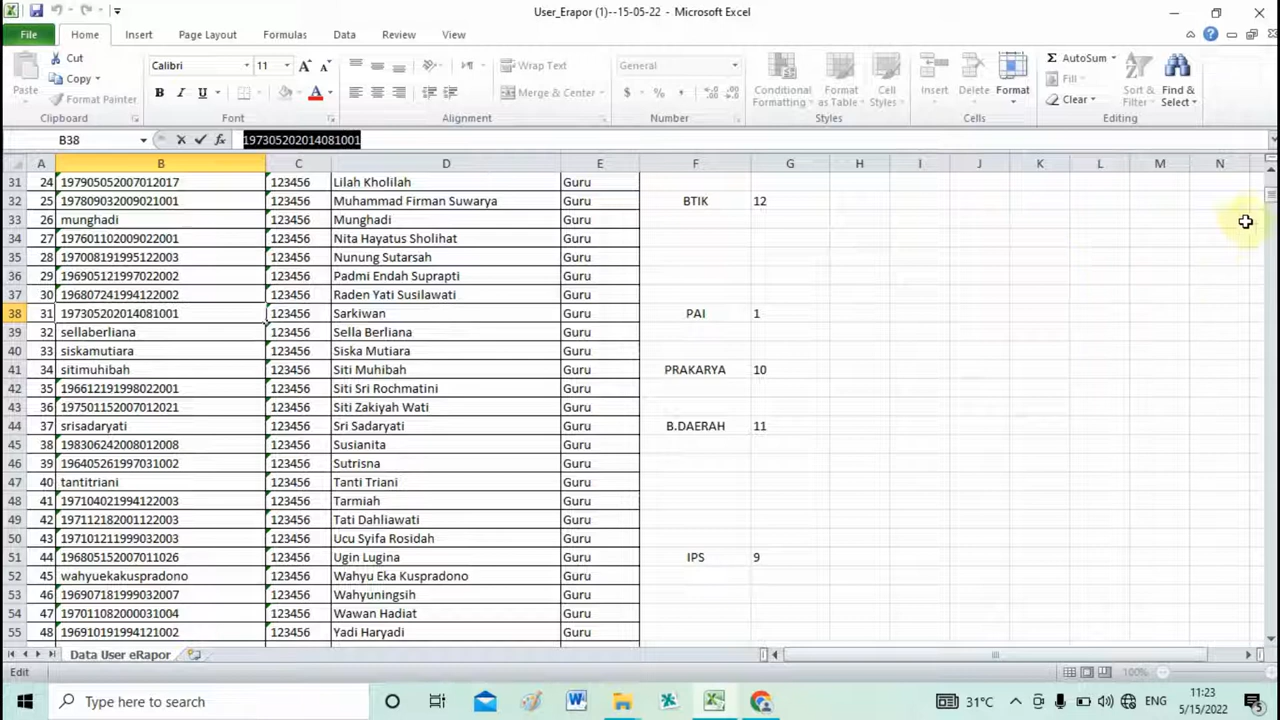 User_Erapor (1)--15-05-22 - Microsoft Excel
File Home Insert Page Layout Formulas Data Review View
Cut
Copy
Format Painter
Paste
Clipboard
Calibri 11
B I U
Font
Wrap Text
Merge & Center
Alignment
General
$ % ,
Number
Conditional Formatting
Format as Table
Cell Styles
Styles
Insert Delete Format
Cells
AutoSum
Fill
Clear
Sort & Filter
Find & Select
Editing
B38 fx 197305202014081001
A B C D E F G H I J K L M N
31 24 197905052007012017 123456 Lilah Kholilah Guru
32 25 197809032009021001 123456 Muhammad Firman Suwarya Guru BTIK 12
33 26 munghadi 123456 Munghadi Guru
34 27 197601102009022001 123456 Nita Hayatus Sholihat Guru
35 28 197008191995122003 123456 Nunung Sutarsah Guru
36 29 196905121997022002 123456 Padmi Endah Suprapti Guru
37 30 196807241994122002 123456 Raden Yati Susilawati Guru
38 31 197305202014081001 123456 Sarkiwan Guru PAI 1
39 32 sellaberliana 123456 Sella Berliana Guru
40 33 siskamutiara 123456 Siska Mutiara Guru
41 34 sitimuhibah 123456 Siti Muhibah Guru PRAKARYA 10
42 35 196612191998022001 123456 Siti Sri Rochmatini Guru
43 36 197501152007012021 123456 Siti Zakiyah Wati Guru
44 37 srisadaryati 123456 Sri Sadaryati Guru B.DAERAH 11
45 38 198306242008012008 123456 Susianita Guru
46 39 196405261997031002 123456 Sutrisna Guru
47 40 tantitriani 123456 Tanti Triani Guru
48 41 197104021994122003 123456 Tarmiah Guru
49 42 197112182001122003 123456 Tati Dahliawati Guru
50 43 197101211999032003 123456 Ucu Syifa Rosidah Guru
51 44 196805152007011026 123456 Ugin Lugina Guru IPS 9
52 45 wahyuekakuspradono 123456 Wahyu Eka Kuspradono Guru
53 46 196907181999032007 123456 Wahyuningsih Guru
54 47 197011082000031004 123456 Wawan Hadiat Guru
55 48 196910191994121002 123456 Yadi Haryadi Guru
Data User eRapor
Edit 100%
Type here to search
31°C ENG 11:23
5/15/2022 5